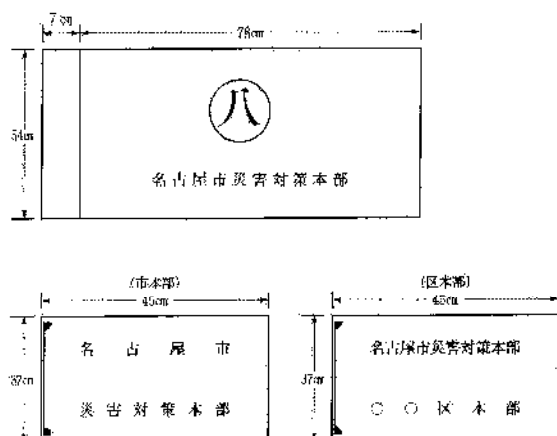 7㎝
78㎝
54㎝
八
名古屋市災害対策本部
(市本部)
45㎝
37㎝
名古屋市
災害対策本部
(区本部)
45㎝
37㎝
名古屋市災害対策本部
○○区本部